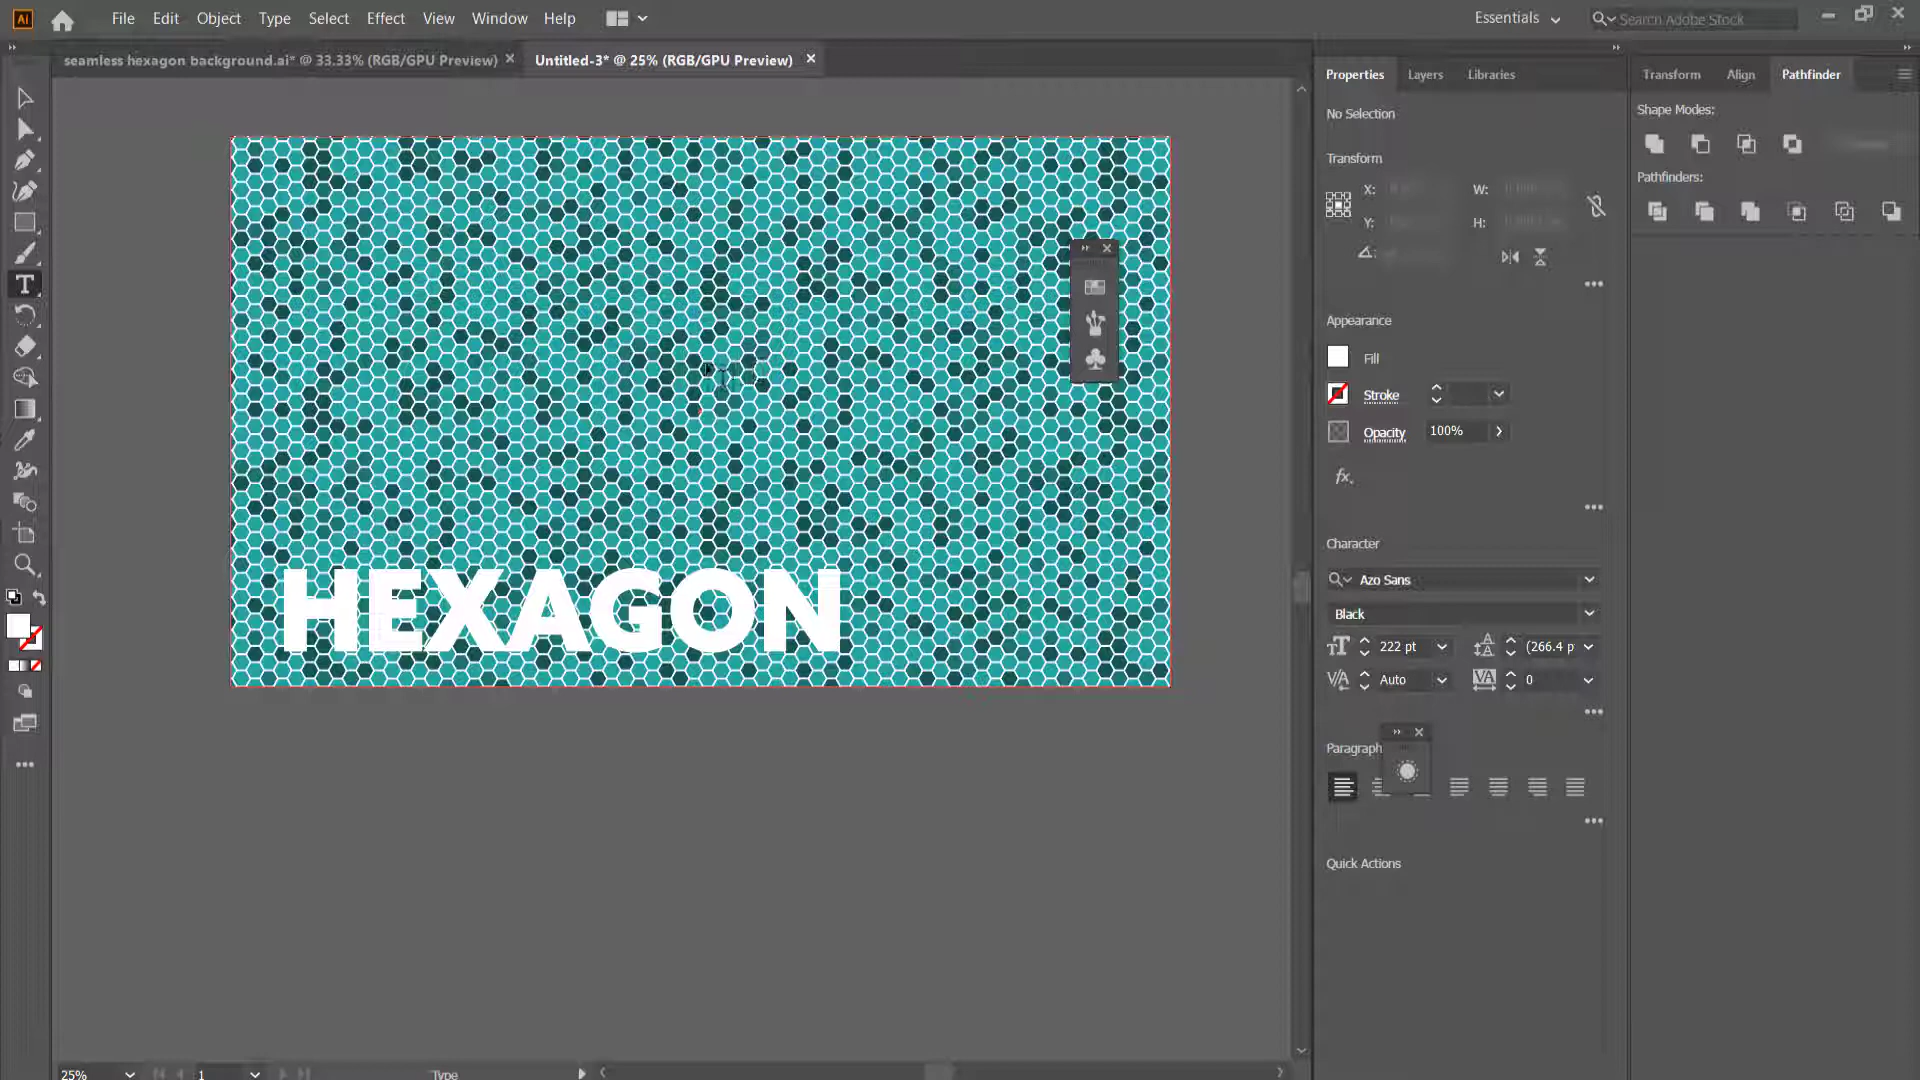 Ai File Edit Object Type Select Effect View Window Help Essentials Search Adobe Stock
seamless hexagon background.ai* @ 33.33% (RGB/GPU Preview) Untitled-3* @ 25% (RGB/GPU Preview)
Properties Layers Libraries Transform Align Pathfinder
No Selection
Shape Modes:
Transform
Pathfinders:
X: W:
Y: H:
Appearance
Fill
Stroke
Opacity 100%
fx.
Character
Azo Sans
Black
222 pt (266.4 p
Auto 0
Paragraph
Quick Actions
HEXAGON
25% 1 Type